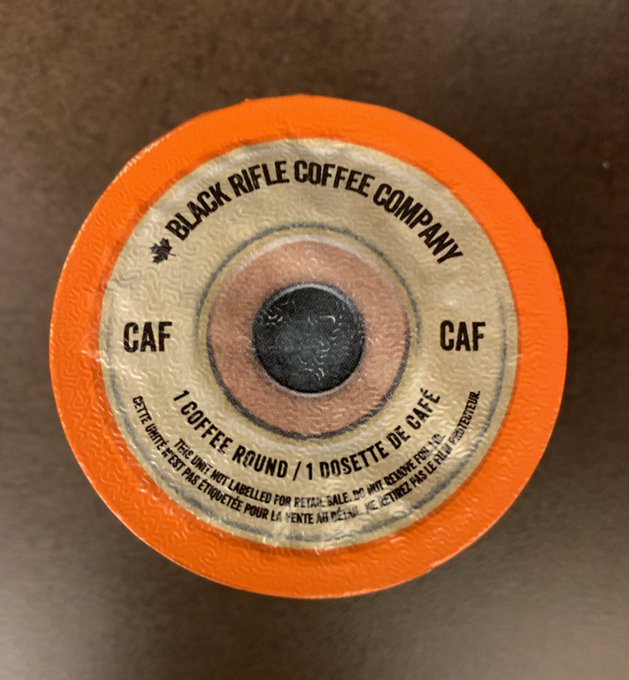 BLACK RIFLE COFFEE COMPANY
CAF
CAF
1 COFFEE ROUND / 1 DOSETTE DE CAFÉ
THIS UNIT NOT LABELLED FOR RETAIL SALE. DO NOT REMOVE FOIL LID.
CETTE UNITÉ N'EST PAS ÉTIQUETÉE POUR LA VENTE AU DÉTAIL. NE RETIREZ PAS LE FILM PROTECTEUR.